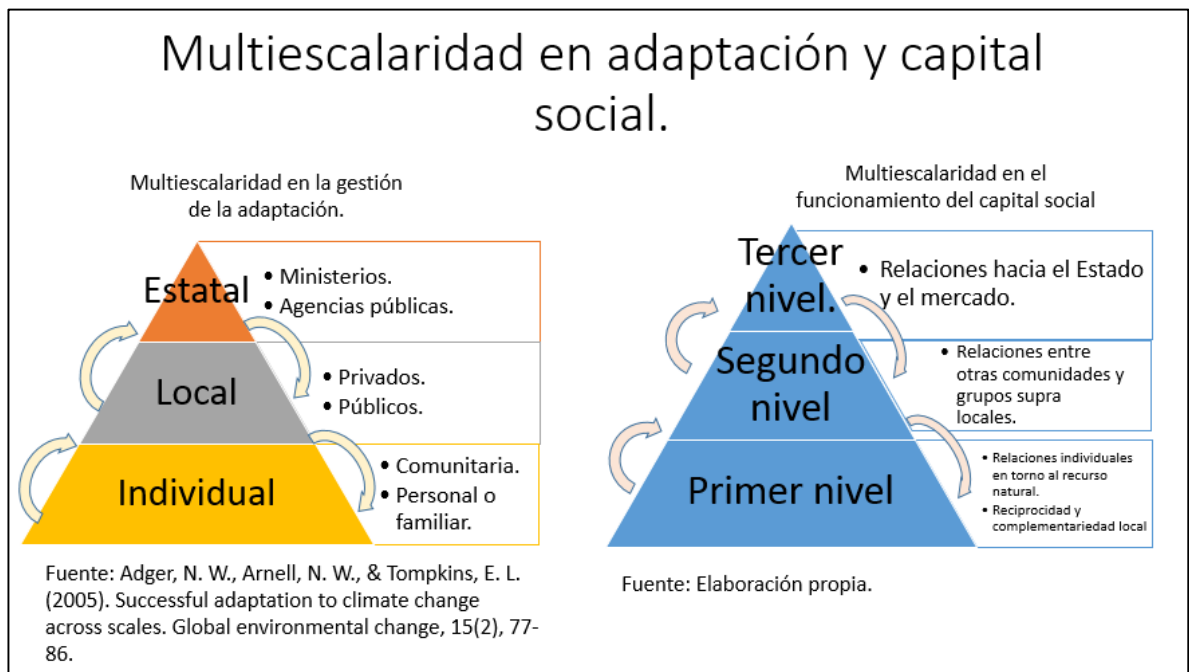 Multiescalaridad en adaptación y capital
social.
Multiescalaridad en la gestión
de la adaptación.
Estatal
• Ministerios.
• Agencias públicas.
Local
• Privados.
• Públicos.
Individual
• Comunitaria.
• Personal o
familiar.
Fuente: Adger, N. W., Arnell, N. W., & Tompkins, E. L.
(2005). Successful adaptation to climate change
across scales. Global environmental change, 15(2), 77-
86.
Multiescalaridad en el
funcionamiento del capital social
Tercer
nivel.
• Relaciones hacia el Estado
y el mercado.
Segundo
nivel
• Relaciones entre
otras comunidades y
grupos supra
locales.
Primer nivel
• Relaciones individuales
en torno al recurso
natural.
• Reciprocidad y
complementariedad local
Fuente: Elaboración propia.